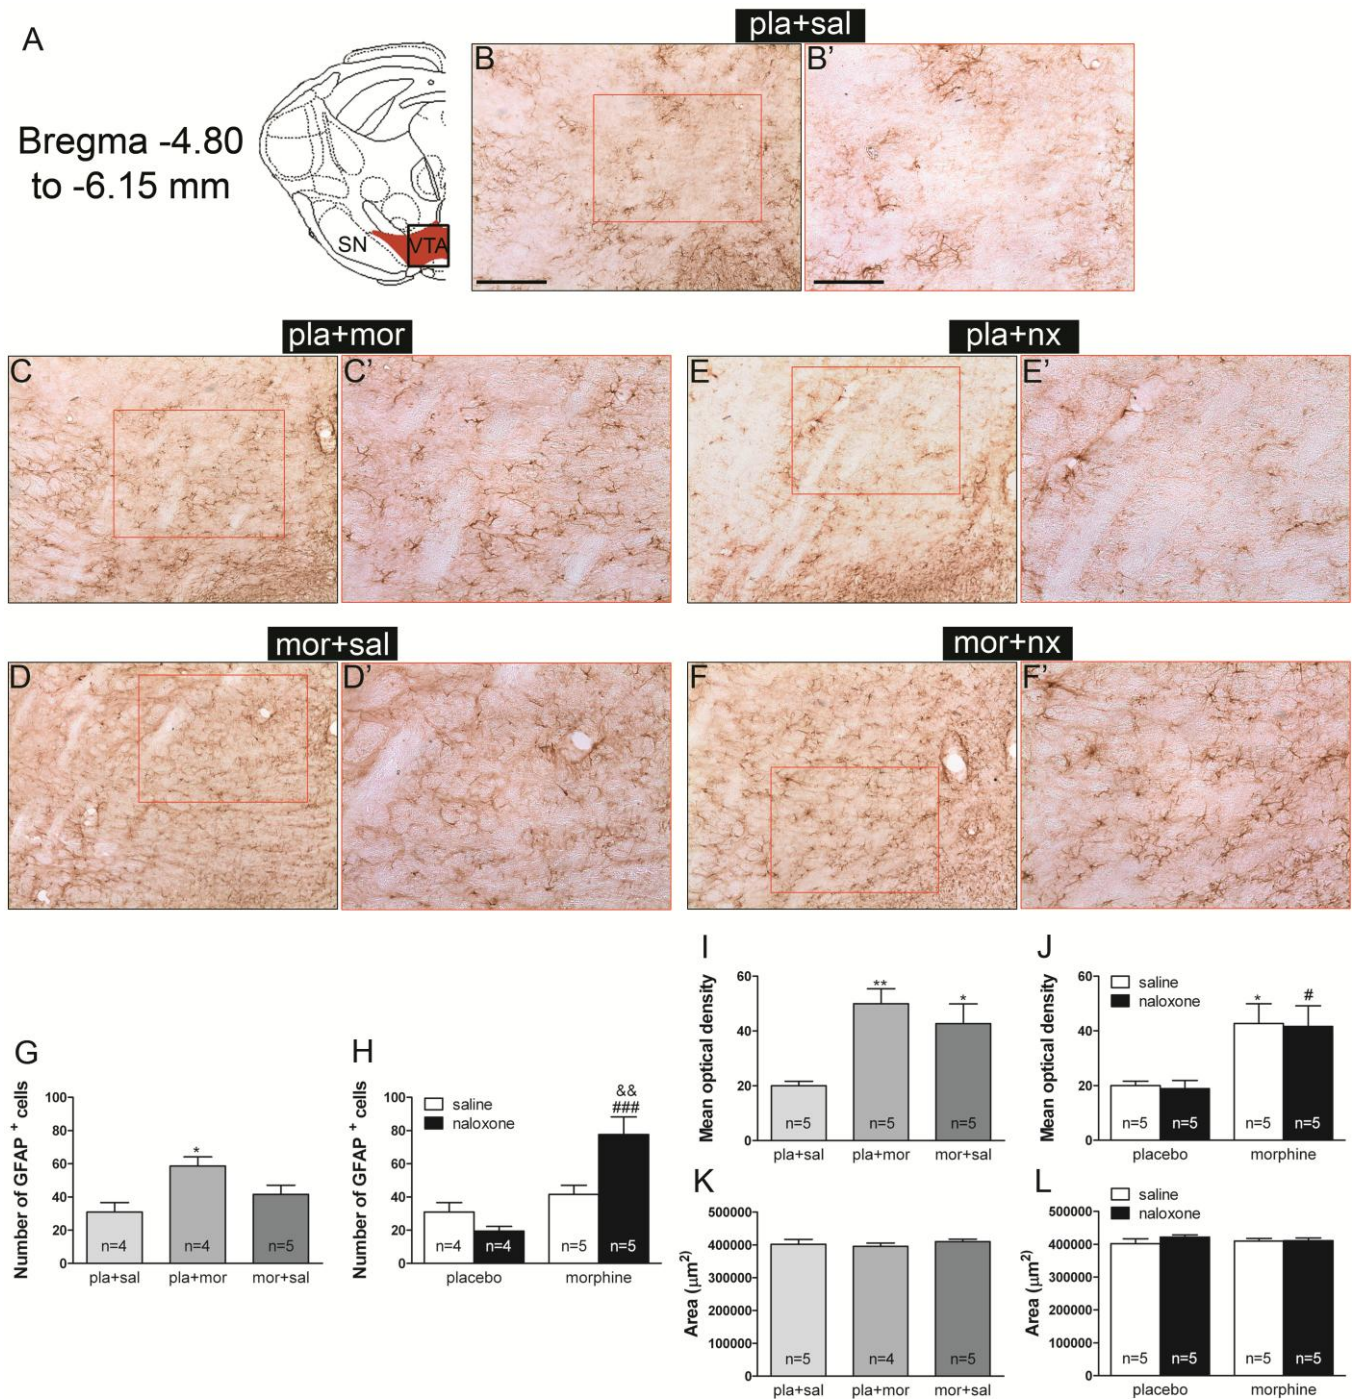 A
Bregma -4.80
to -6.15 mm
SN
VTA
pla+sal
B
B'
pla+mor
C
C'
pla+nx
E
E'
mor+sal
D
D'
mor+nx
F
F'
G
Number of GFAP + cells
100
80
60
40
20
0
*
n=4
n=4
n=5
pla+sal
pla+mor
mor+sal
H
Number of GFAP + cells
100
80
60
40
20
0
saline
naloxone
&&
###
n=4
n=4
n=5
n=5
placebo
morphine
I
Mean optical density
60
40
20
0
**
*
n=5
n=5
n=5
pla+sal
pla+mor
mor+sal
J
Mean optical density
60
40
20
0
saline
naloxone
*
#
n=5
n=5
n=5
n=5
placebo
morphine
K
Area (μm²)
500000
400000
300000
200000
100000
0
n=5
n=4
n=5
pla+sal
pla+mor
mor+sal
L
Area (μm²)
500000
400000
300000
200000
100000
0
saline
naloxone
n=5
n=5
n=5
n=5
placebo
morphine